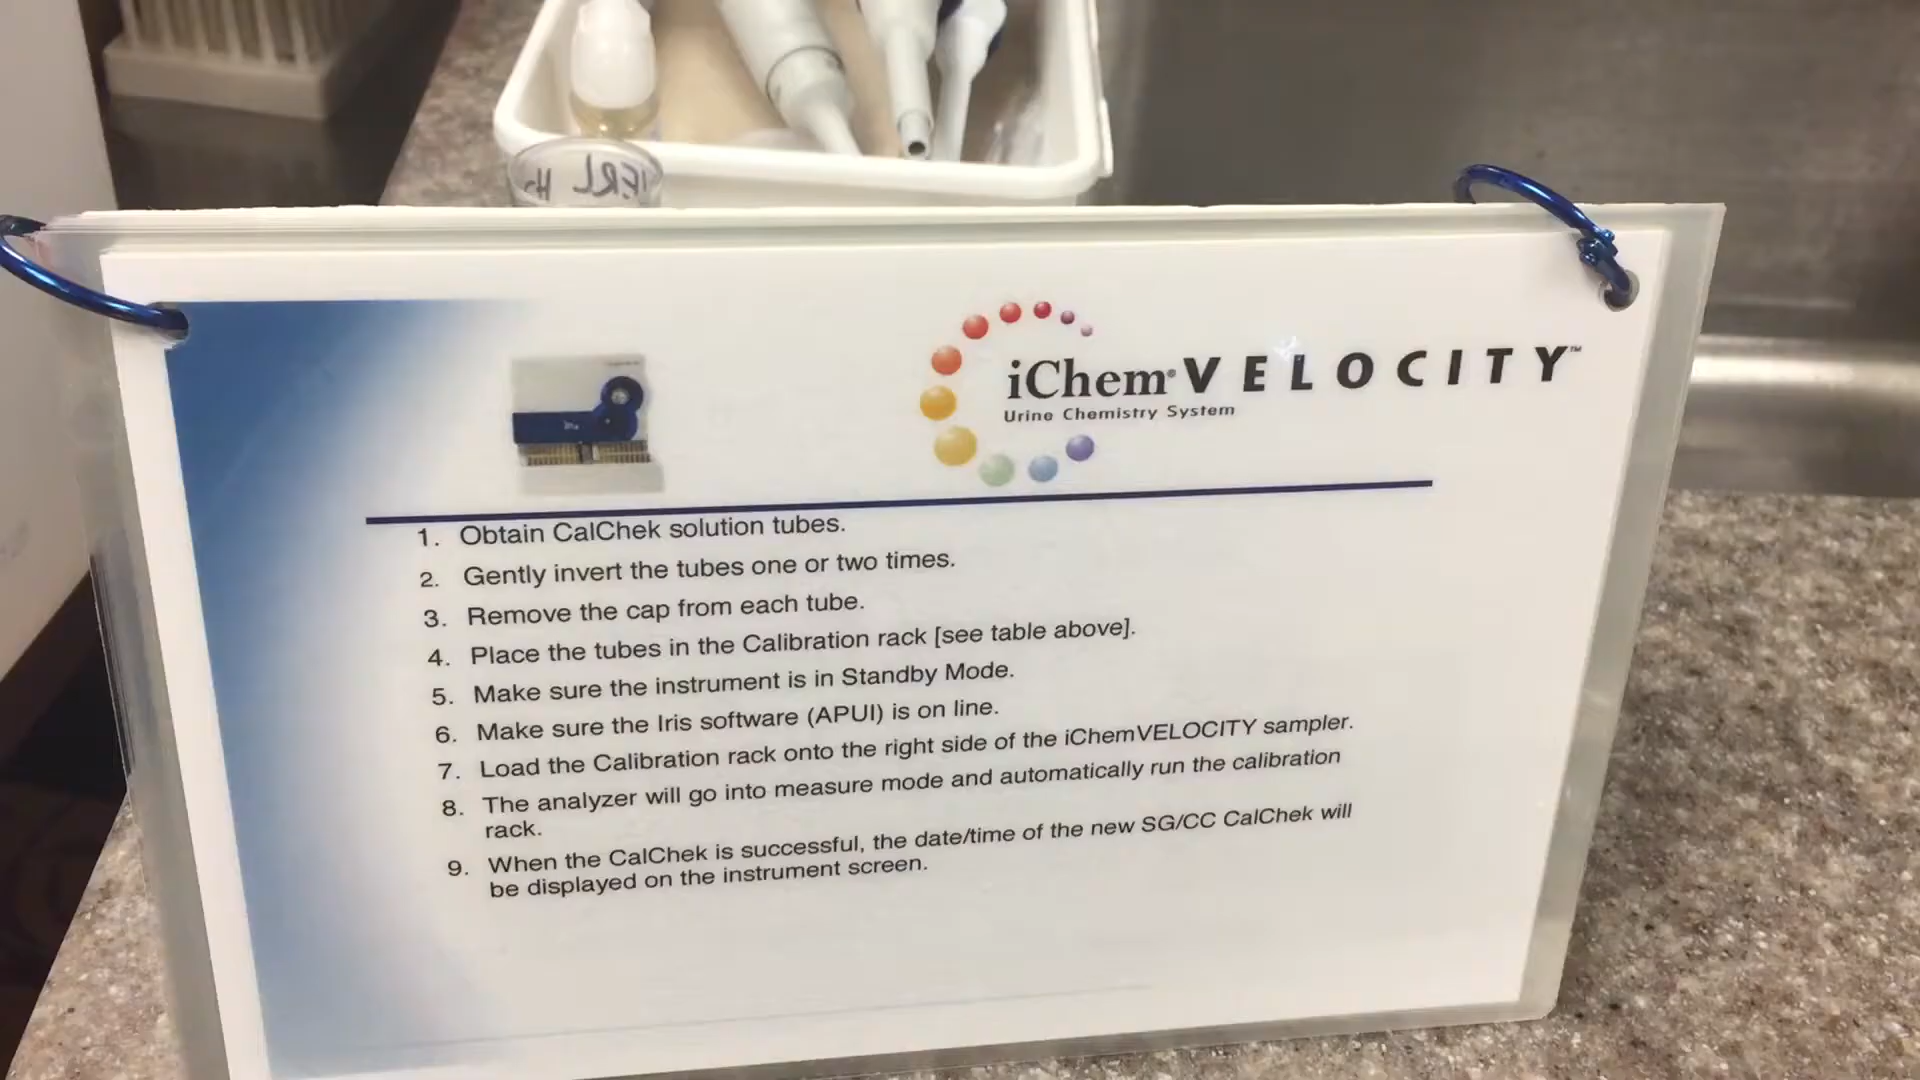 iChem® VELOCITY™
Urine Chemistry System
1. Obtain CalChek solution tubes.
2. Gently invert the tubes one or two times.
3. Remove the cap from each tube.
4. Place the tubes in the Calibration rack [see table above].
5. Make sure the instrument is in Standby Mode.
6. Make sure the Iris software (APUI) is on line.
7. Load the Calibration rack onto the right side of the iChemVELOCITY sampler.
8. The analyzer will go into measure mode and automatically run the calibration
rack.
9. When the CalChek is successful, the date/time of the new SG/CC CalChek will
be displayed on the instrument screen.